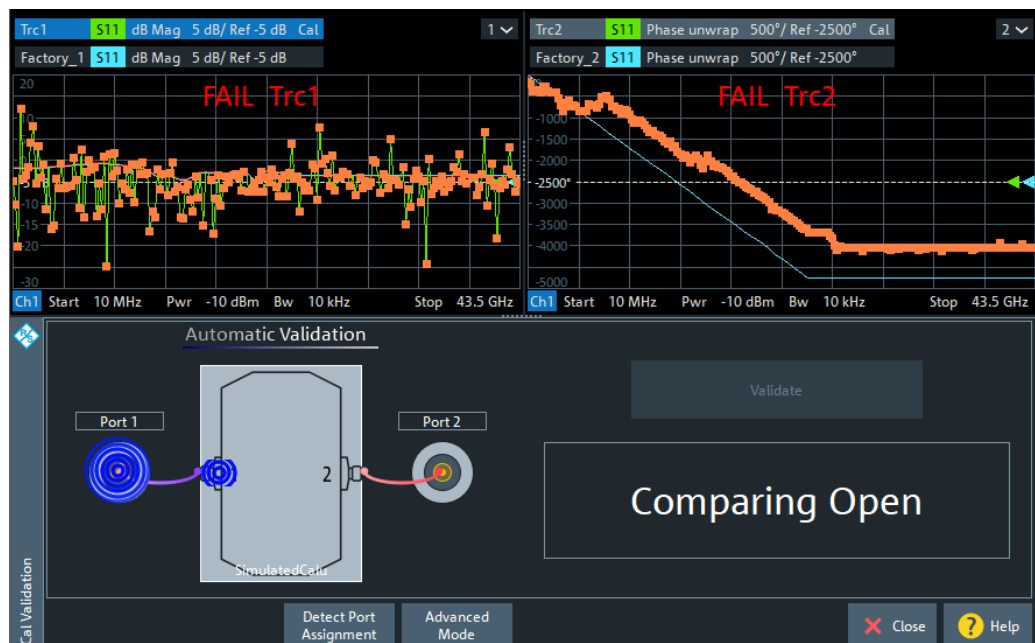 Trc1 S11 dB Mag 5 dB/ Ref -5 dB Cal 1
Factory_1 S11 dB Mag 5 dB/ Ref -5 dB
20
FAIL Trc1
10
-5
-10
-15
-20
-30
Ch1 Start 10 MHz Pwr -10 dBm Bw 10 kHz Stop 43.5 GHz
Trc2 S11 Phase unwrap 500°/ Ref -2500° Cal 2
Factory_2 S11 Phase unwrap 500°/ Ref -2500°
FAIL Trc2
-1000
-1500
-2000
-2500°
-3000
-3500
-4000
-5000
Ch1 Start 10 MHz Pwr -10 dBm Bw 10 kHz Stop 43.5 GHz
Cal Validation
Automatic Validation
Port 1
2
Port 2
SimulatedCalu
Validate
Comparing Open
Detect Port
Assignment
Advanced
Mode
Close
Help